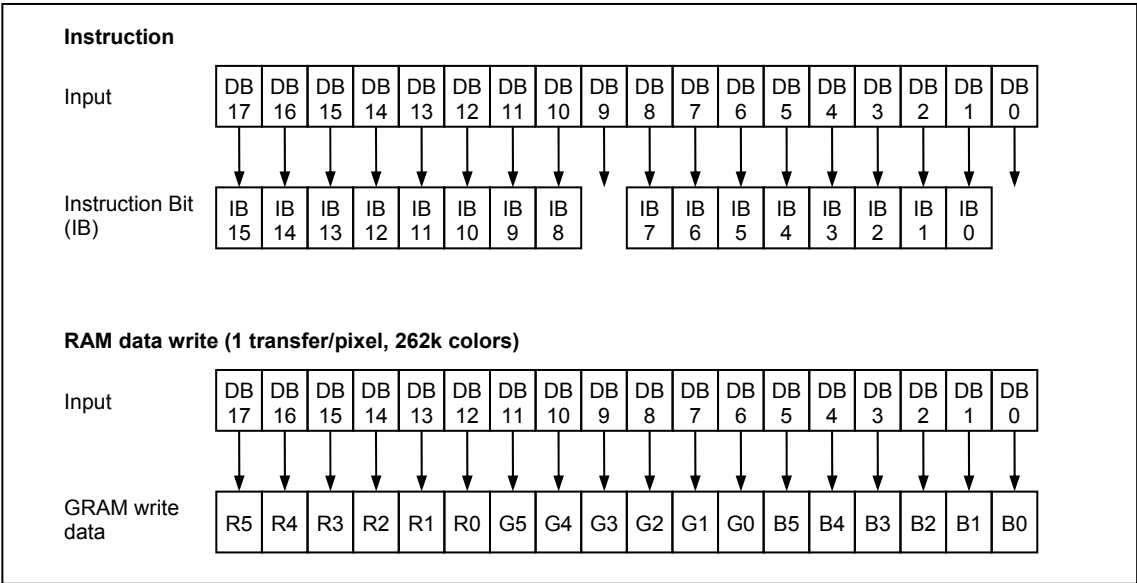 Instruction
Input
DB DB DB DB DB DB DB DB DB DB DB DB DB DB DB DB DB DB
17 16 15 14 13 12 11 10 9 8 7 6 5 4 3 2 1 0
Instruction Bit
(IB)
IB IB IB IB IB IB IB IB IB IB IB IB IB IB IB IB
15 14 13 12 11 10 9 8 7 6 5 4 3 2 1 0
RAM data write (1 transfer/pixel, 262k colors)
Input
DB DB DB DB DB DB DB DB DB DB DB DB DB DB DB DB DB DB
17 16 15 14 13 12 11 10 9 8 7 6 5 4 3 2 1 0
GRAM write
data
R5 R4 R3 R2 R1 R0 G5 G4 G3 G2 G1 G0 B5 B4 B3 B2 B1 B0